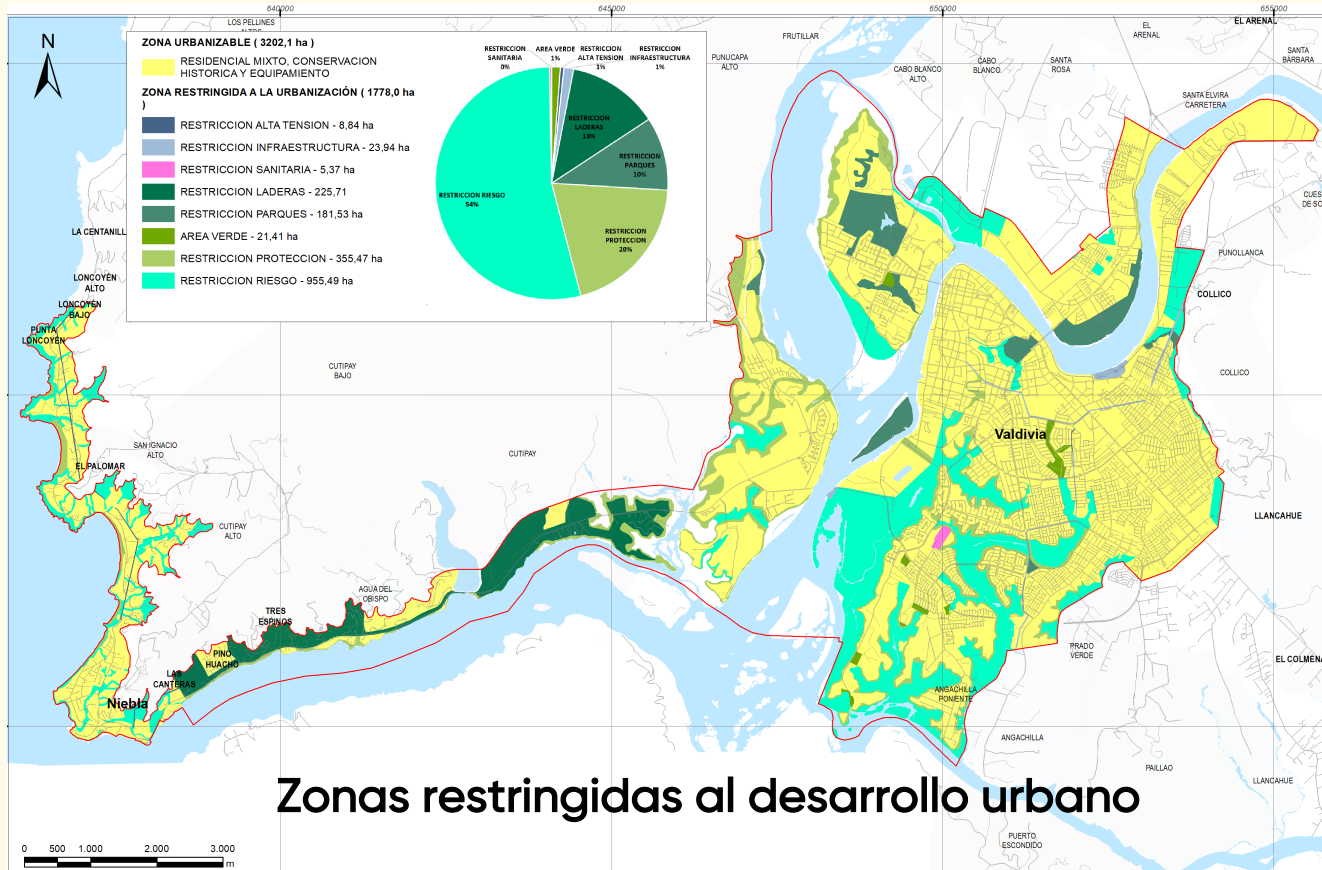 640000
645000
650000
655000
LOS PELLINES
N
ZONA URBANIZABLE ( 3202,1 ha )
RESIDENCIAL MIXTO, CONSERVACION
HISTORICA Y EQUIPAMIENTO
ZONA RESTRINGIDA A LA URBANIZACIÓN ( 1778,0 ha
)
RESTRICCION ALTA TENSION - 8,84 ha
RESTRICCION INFRAESTRUCTURA - 23,94 ha
RESTRICCION SANITARIA - 5,37 ha
RESTRICCION LADERAS - 225,71
RESTRICCION PARQUES - 181,53 ha
AREA VERDE - 21,41 ha
RESTRICCION PROTECCION - 355,47 ha
RESTRICCION RIESGO - 955,49 ha
RESTRICCION
SANITARIA
0%
AREA VERDE
1%
RESTRICCION
ALTA TENSION
1%
RESTRICCION
INFRAESTRUCTURA
1%
RESTRICCION
LADERAS
13%
RESTRICCION
PARQUES
10%
RESTRICCION
PROTECCION
20%
RESTRICCION RIESGO
54%
FRUTILLAR
PUNUCAPA
ALTO
CABO BLANCO
ALTO
CABO
BLANCO
SANTA
ROSA
EL
ARENAL
EL ARENAL
SANTA
BARBARA
SANTA ELVIRA
CARRETERA
CUES
DE SO
PUNOLLANCA
COLLICO
COLLICO
LA CENTANILL
LONCOYEN
ALTO
LONCOYEN
BAJO
PUNTA
LONCOYEN
CUTIPAY
BAJO
SAN IGNACIO
ALTO
EL PALOMAR
CUTIPAY
CUTIPAY
ALTO
Valdivia
LLANCAHUE
AGUA DEL
OBISPO
TRES
ESPINOS
PINO
HUACHO
LAS
CANTERAS
Niebla
PRADO
VERDE
EL COLMENA
ANGACHILLA
PONIENTE
ANGACHILLA
PAILLAO
LLANCAHUE
Zonas restringidas al desarrollo urbano
PUERTO
ESCONDIDO
0 500 1.000 2.000 3.000
m